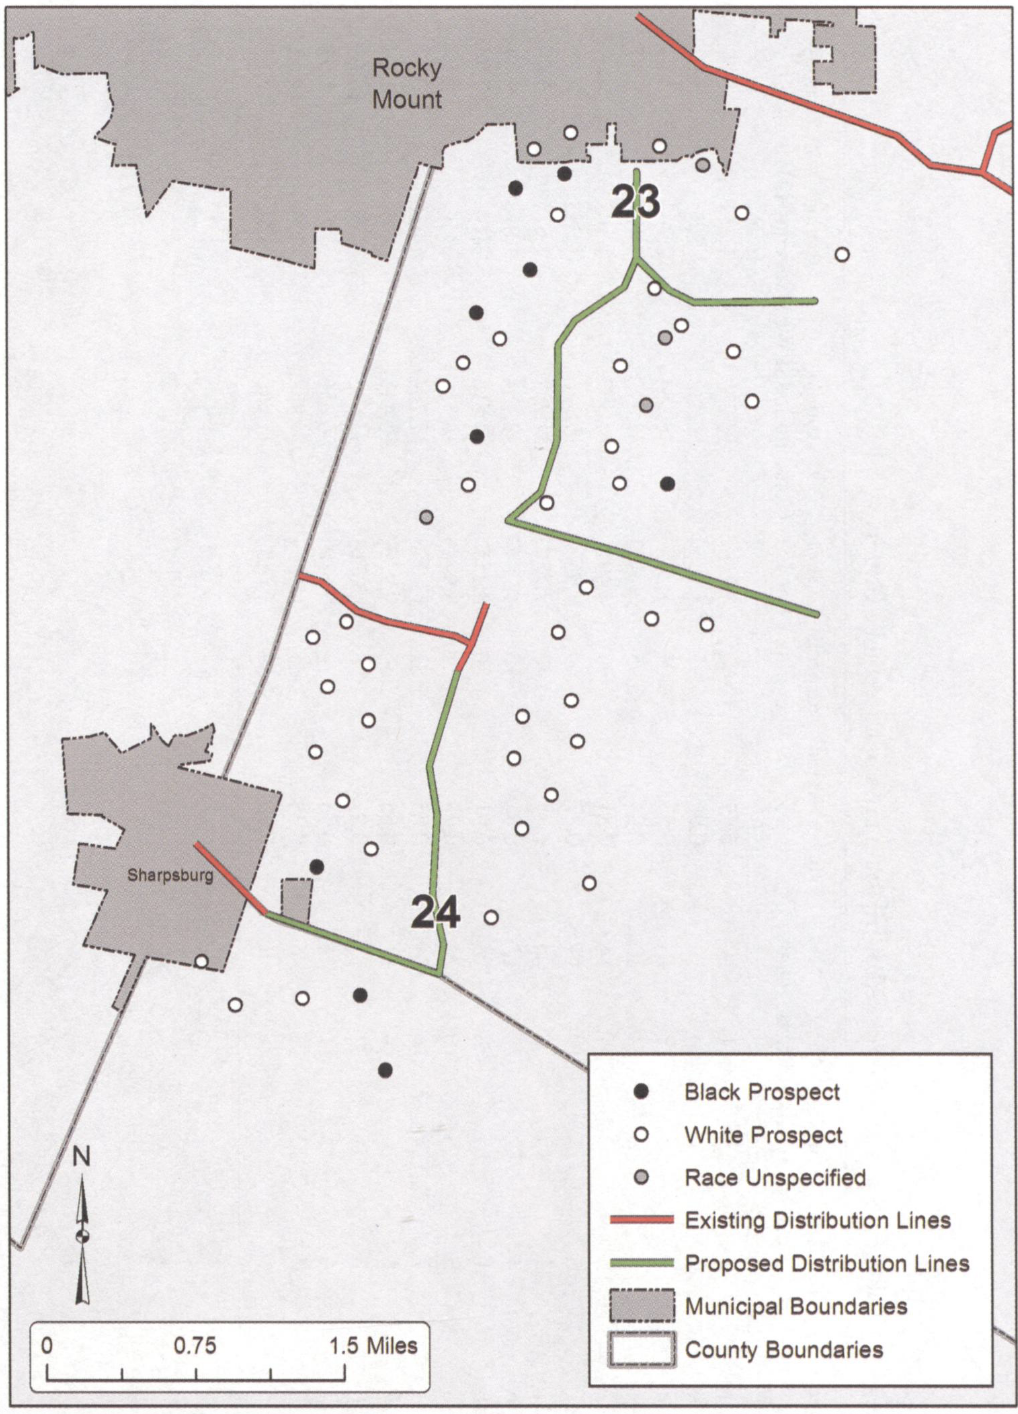 Rocky
Mount
23
Sharpsburg
24
N
Black Prospect
White Prospect
Race Unspecified
Existing Distribution Lines
Proposed Distribution Lines
Municipal Boundaries
County Boundaries
0 0.75 1.5 Miles